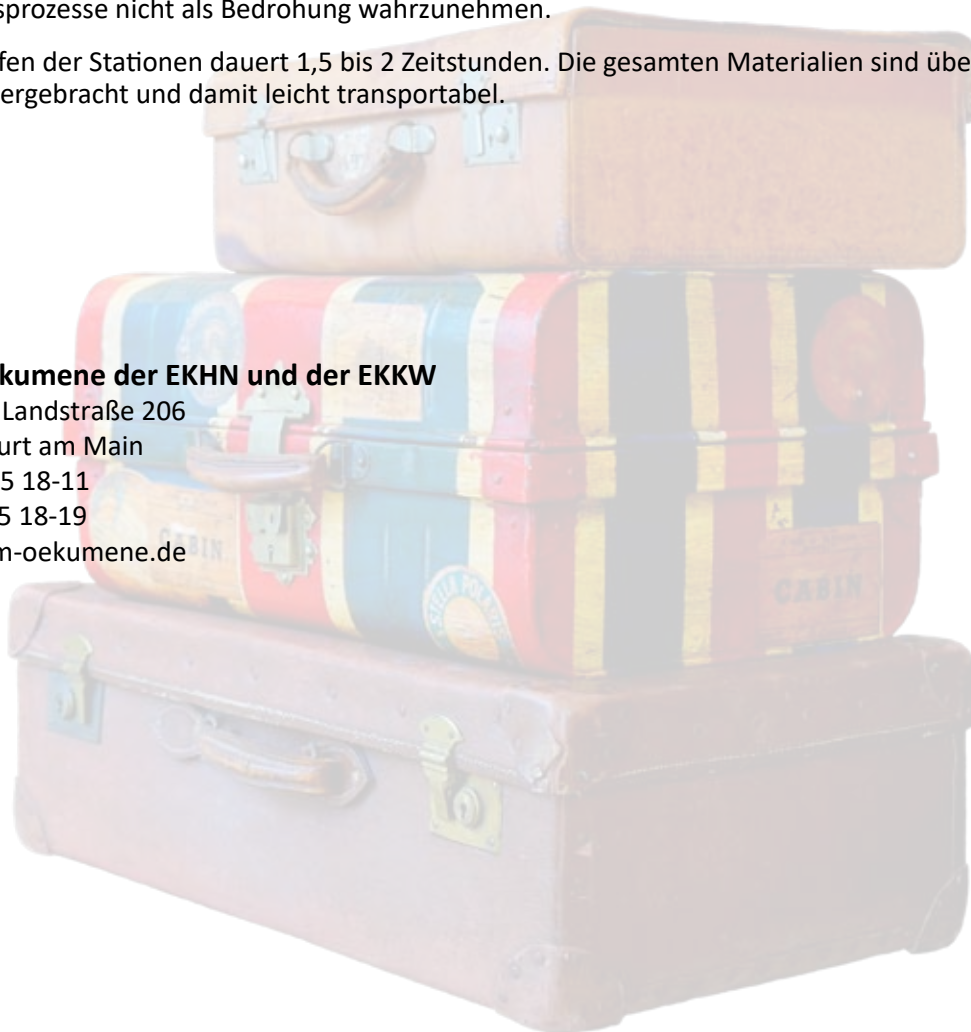 sprozesse nicht als Bedrohung wahrzunehmen.
fen der Stationen dauert 1,5 bis 2 Zeitstunden. Die gesamten Materialien sind übe
ergebracht und damit leicht transportabel.
kumene der EKHN und der EKKW
Landstraße 206
urt am Main
5 18-11
5 18-19
m-oekumene.de
CABIN
CABIN
STELLA POLARIS